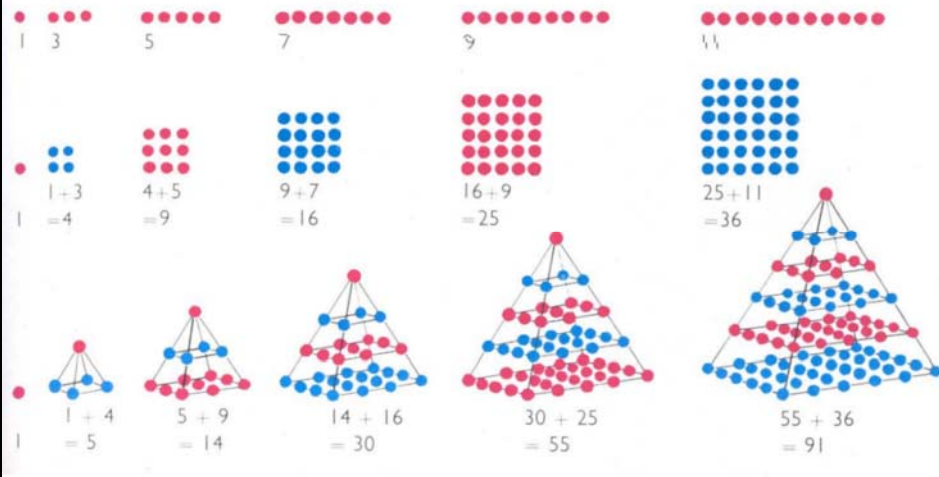 1 3 5 7 9 11
1+3 4+5 9+7 16+9 25+11
1 =4 =9 =16 =25 =36
1 + 4 5 + 9 14 + 16 30 + 25 55 + 36
1 = 5 = 14 = 30 = 55 = 91